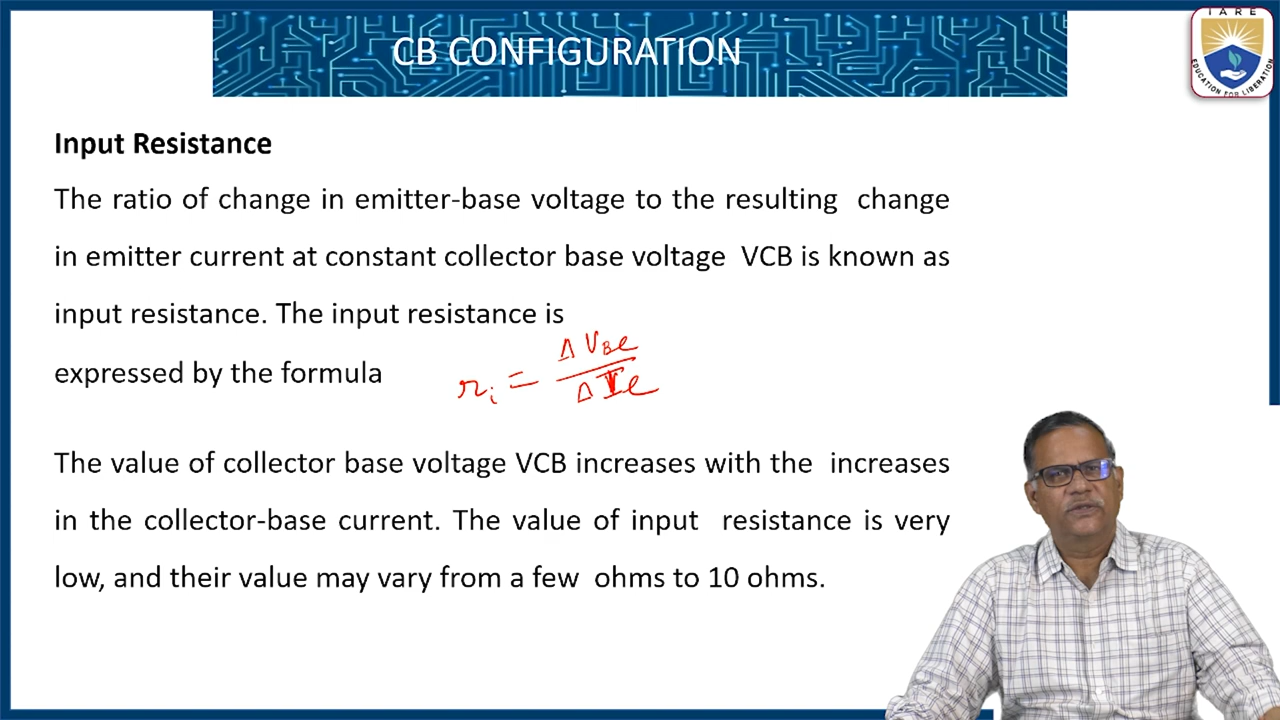 IARE
EDUCATION FOR LIBERATION
CB CONFIGURATION
Input Resistance
The ratio of change in emitter-base voltage to the resulting change
in emitter current at constant collector base voltage VCB is known as
input resistance. The input resistance is
expressed by the formula
ri = ΔVBe / ΔIe
The value of collector base voltage VCB increases with the increases
in the collector-base current. The value of input resistance is very
low, and their value may vary from a few ohms to 10 ohms.